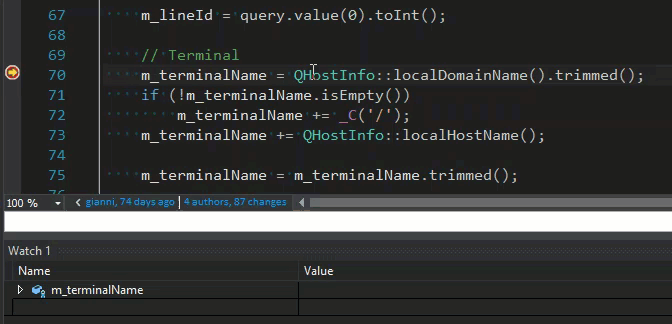 67 m_lineId = query.value(0).toInt();
68
69 // Terminal
70 m_terminalName = QHostInfo::localDomainName().trimmed();
71 if (!m_terminalName.isEmpty())
72 m_terminalName += _C('/');
73 m_terminalName += QHostInfo::localHostName();
74
75 m_terminalName = m_terminalName.trimmed();
76
100 % gianni, 74 days ago | 4 authors, 87 changes
Watch 1
Name Value
m_terminalName